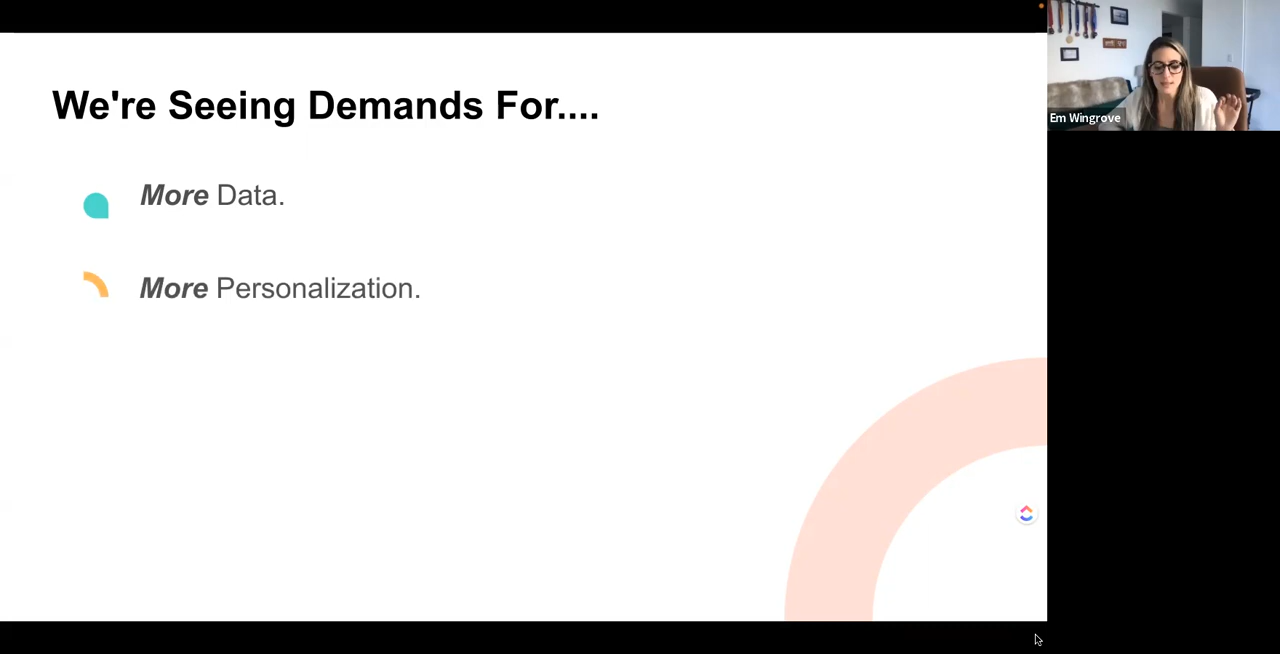 We're Seeing Demands For....
More Data.
More Personalization.
Em Wingrove